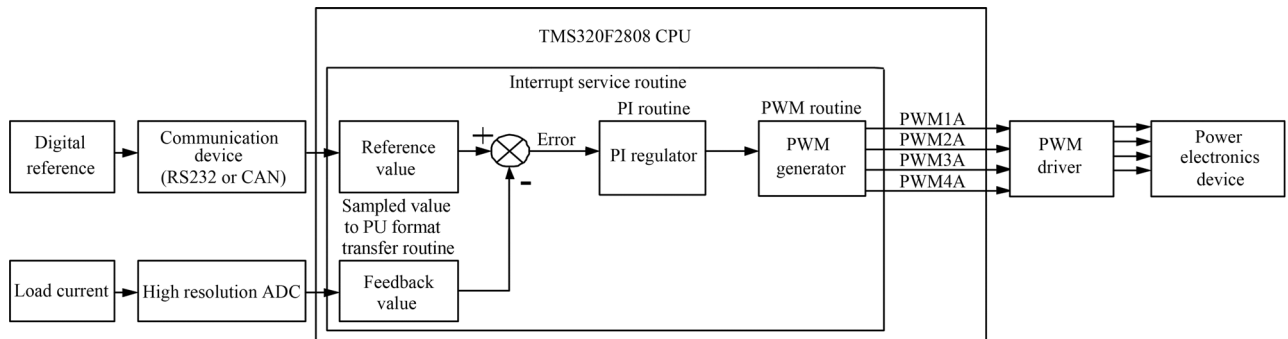 TMS320F2808 CPU
Interrupt service routine
PI routine
PWM routine
Digital
reference
Communication
device
(RS232 or CAN)
Reference
value
+
-
Error
PI regulator
PWM
generator
PWM1A
PWM2A
PWM3A
PWM4A
PWM
driver
Power
electronics
device
Sampled value
to PU format
transfer routine
Load current
High resolution ADC
Feedback
value